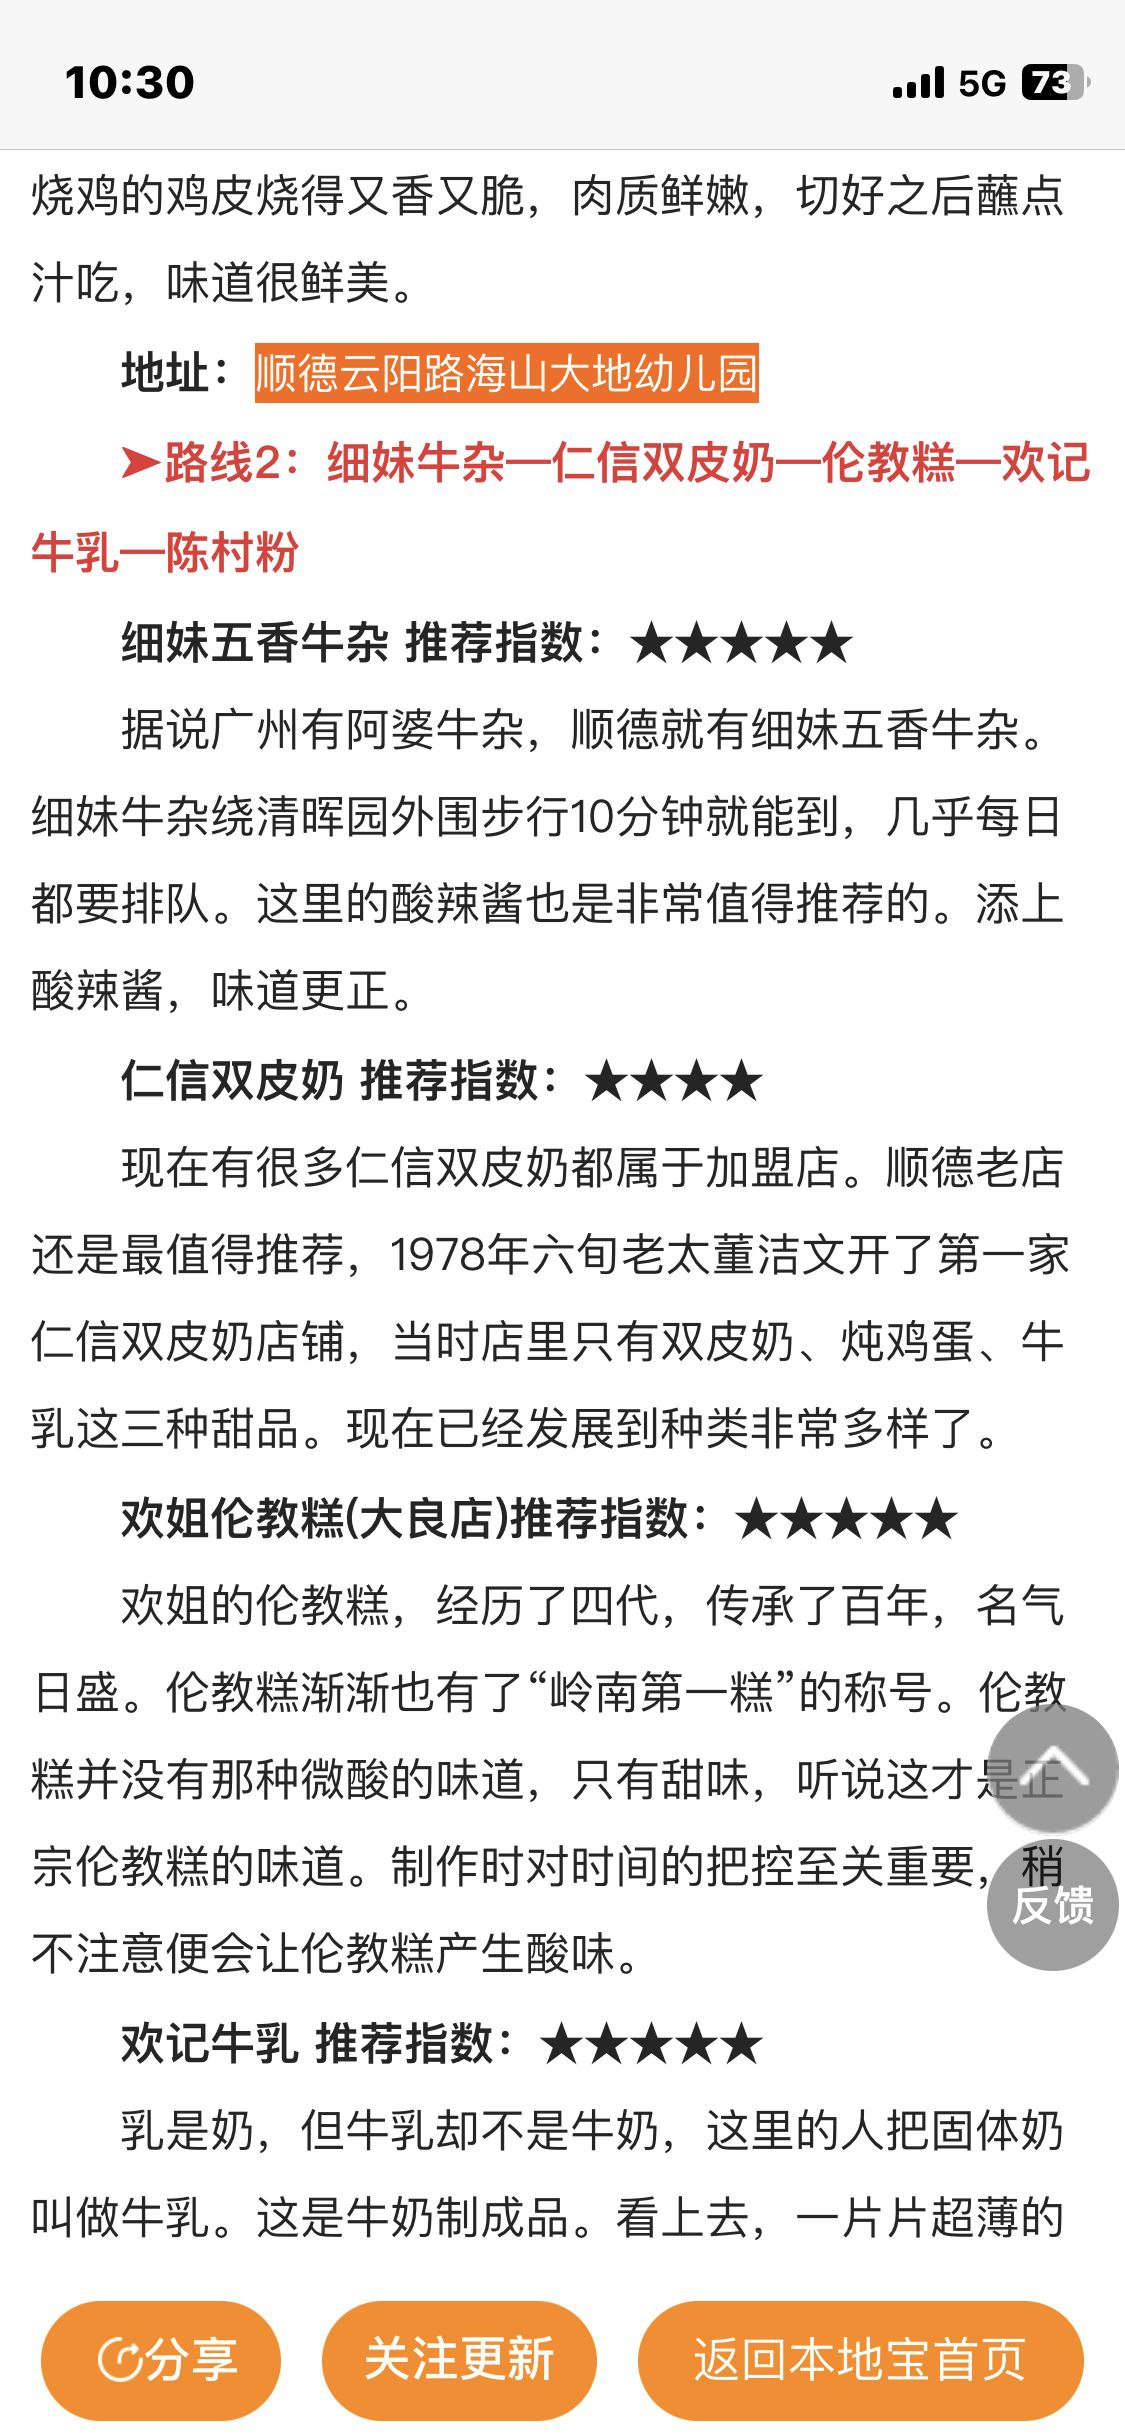 10:30
5G 73
烧鸡的鸡皮烧得又香又脆，肉质鲜嫩，切好之后蘸点
汁吃，味道很鲜美。
地址：顺德云阳路海山大地幼儿园
➤路线2：细妹牛杂—仁信双皮奶—伦教糕—欢记
牛乳—陈村粉
细妹五香牛杂 推荐指数：★★★★★
据说广州有阿婆牛杂，顺德就有细妹五香牛杂。
细妹牛杂绕清晖园外围步行10分钟就能到，几乎每日
都要排队。这里的酸辣酱也是非常值得推荐的。添上
酸辣酱，味道更正。
仁信双皮奶 推荐指数：★★★★
现在有很多仁信双皮奶都属于加盟店。顺德老店
还是最值得推荐，1978年六旬老太董洁文开了第一家
仁信双皮奶店铺，当时店里只有双皮奶、炖鸡蛋、牛
乳这三种甜品。现在已经发展到种类非常多样了。
欢姐伦教糕(大良店)推荐指数：★★★★★
欢姐的伦教糕，经历了四代，传承了百年，名气
日盛。伦教糕渐渐也有了“岭南第一糕”的称号。伦教
糕并没有那种微酸的味道，只有甜味，听说这才是正
宗伦教糕的味道。制作时对时间的把控至关重要，稍
反馈
不注意便会让伦教糕产生酸味。
欢记牛乳 推荐指数：★★★★★
乳是奶，但牛乳却不是牛奶，这里的人把固体奶
叫做牛乳。这是牛奶制成品。看上去，一片片超薄的
分享 关注更新 返回本地宝首页